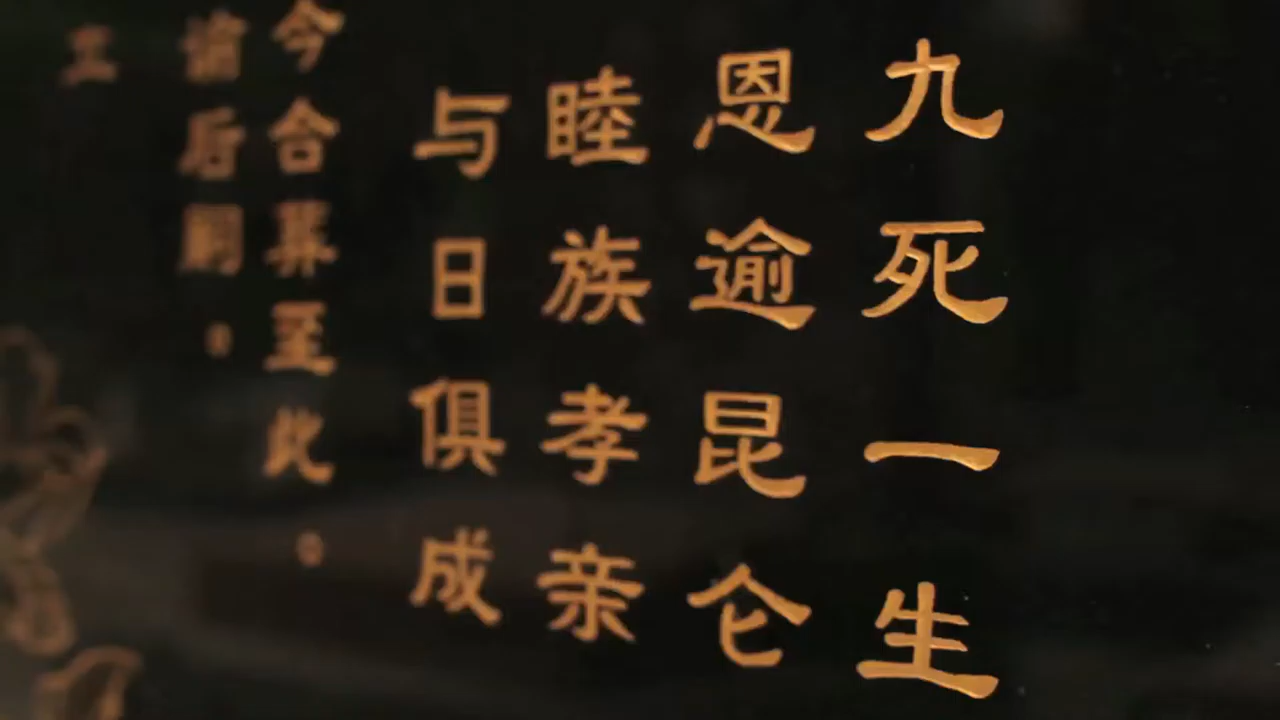 九死一生
恩逾昆仑
睦族孝亲
与日俱成
今合葬至此。
谕后嗣。